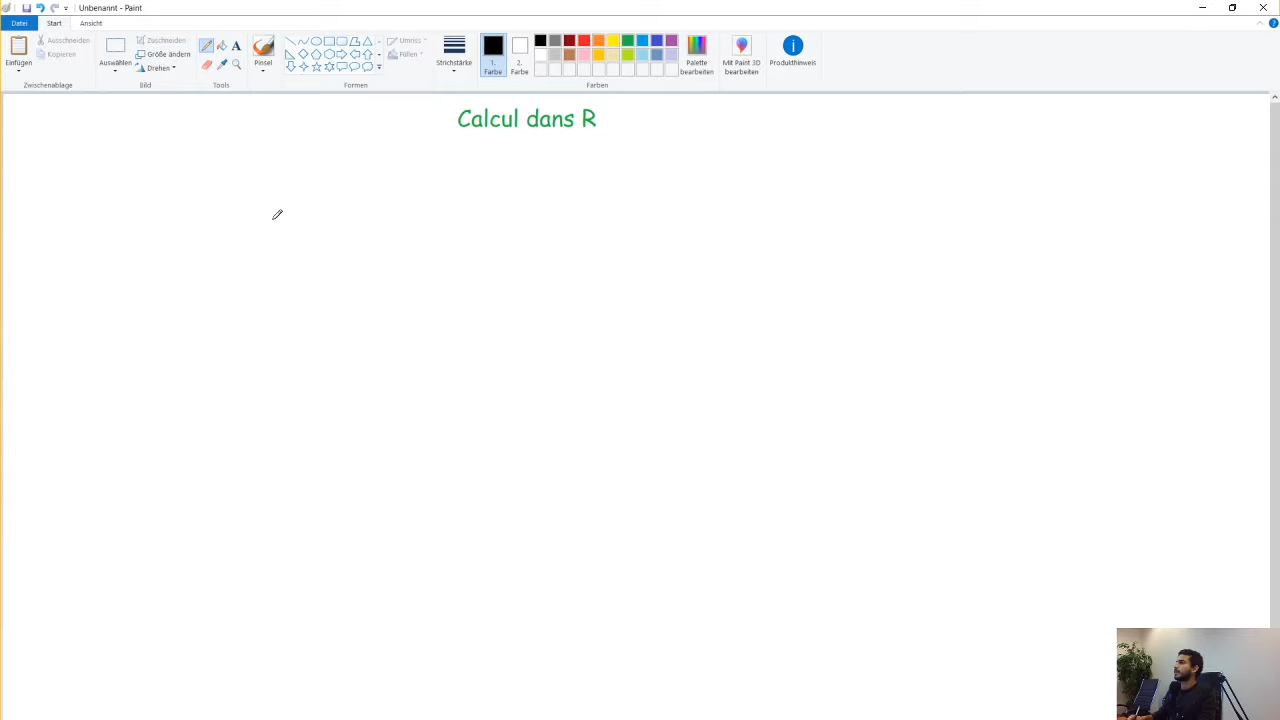 Unbenannt - Paint
Datei Start Ansicht
Einfügen
Ausschneiden
Kopieren
Zwischenablage
Auswählen
Zuschneiden
Größe ändern
Drehen
Bild
A
Tools
Pinsel
Umriss
Füllen
Formen
Strichstärke
1. Farbe
2. Farbe
Farben
Palette bearbeiten
Mit Paint 3D bearbeiten
Produkthinweis
Calcul dans R